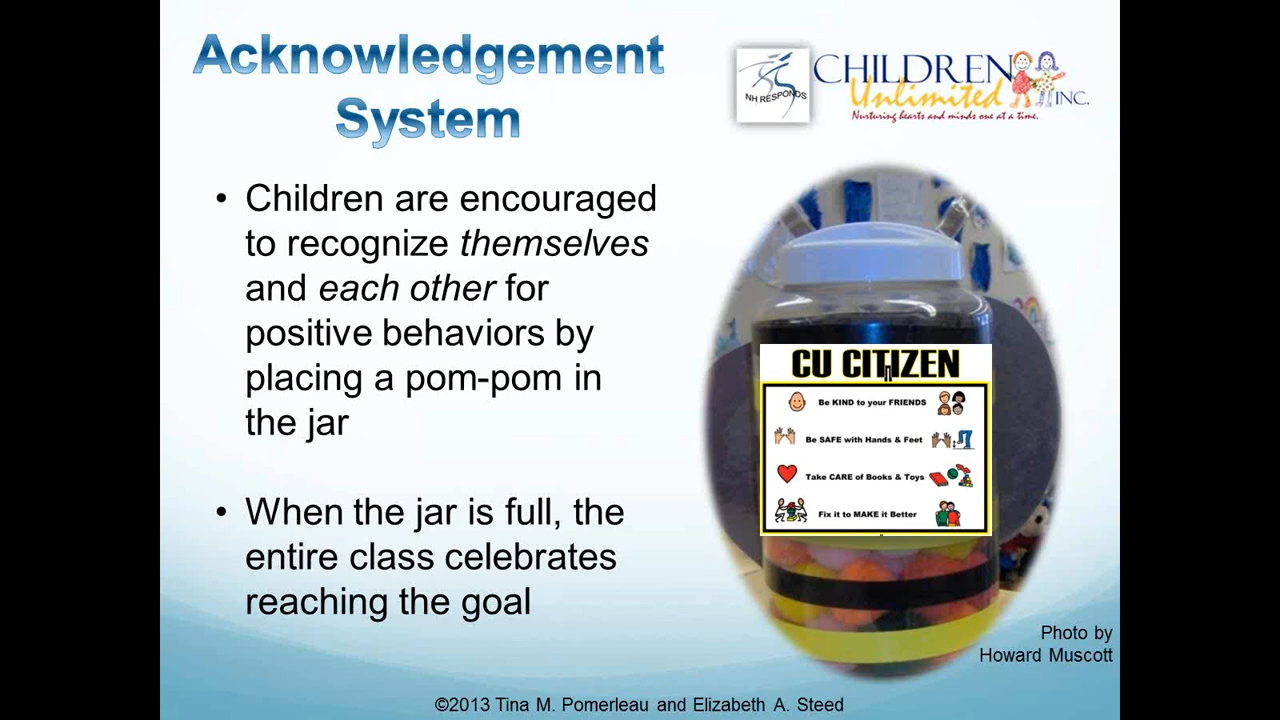 Acknowledgement
System
NH RESPONDS
CHILDREN
Unlimited
INC.
Nurturing hearts and minds one at a time.
• Children are encouraged
to recognize themselves
and each other for
positive behaviors by
placing a pom-pom in
the jar
• When the jar is full, the
entire class celebrates
reaching the goal
CU CITIZEN
Be KIND to your FRIENDS
Be SAFE with Hands & Feet
Take CARE of Books & Toys
Fix it to MAKE it Better
Photo by
Howard Muscott
©2013 Tina M. Pomerleau and Elizabeth A. Steed